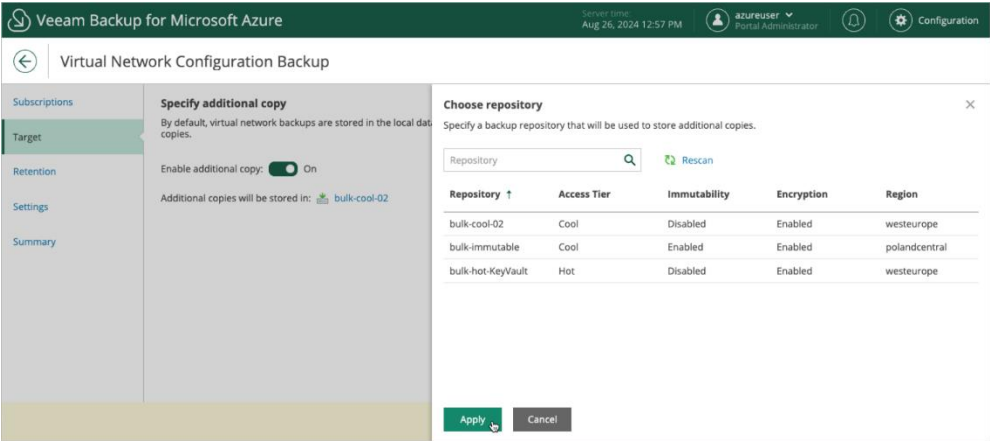 Veeam Backup for Microsoft Azure
Server time:
Aug 26, 2024 12:57 PM
azureuser
Portal Administrator
Configuration
Virtual Network Configuration Backup
Subscriptions
Target
Retention
Settings
Summary
Specify additional copy
By default, virtual network backups are stored in the local dat
copies.
Enable additional copy: On
Additional copies will be stored in: bulk-cool-02
Choose repository
Specify a backup repository that will be used to store additional copies.
Repository
Rescan
Repository ↑ Access Tier Immutability Encryption Region
bulk-cool-02 Cool Disabled Enabled westeurope
bulk-immutable Cool Enabled Enabled polandcentral
bulk-hot-KeyVault Hot Disabled Enabled westeurope
Apply Cancel